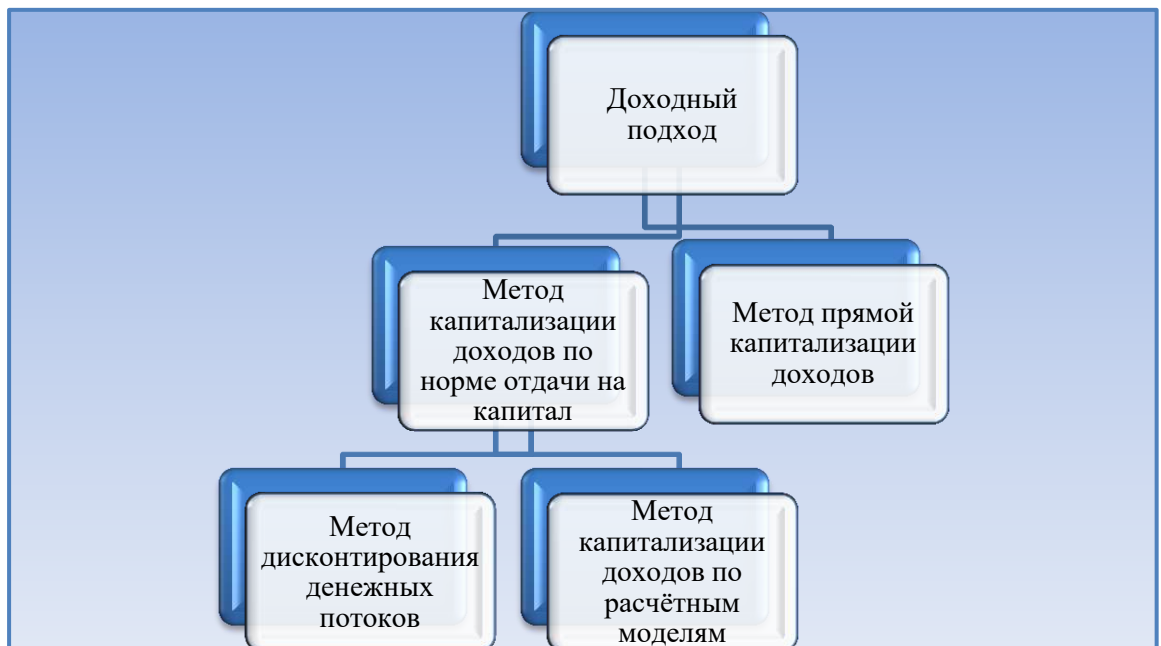 Доходный
подход
Метод
капитализации
доходов по
норме отдачи на
капитал
Метод прямой
капитализации
доходов
Метод
дисконтирования
денежных
потоков
Метод
капитализации
доходов по
расчётным
моделям